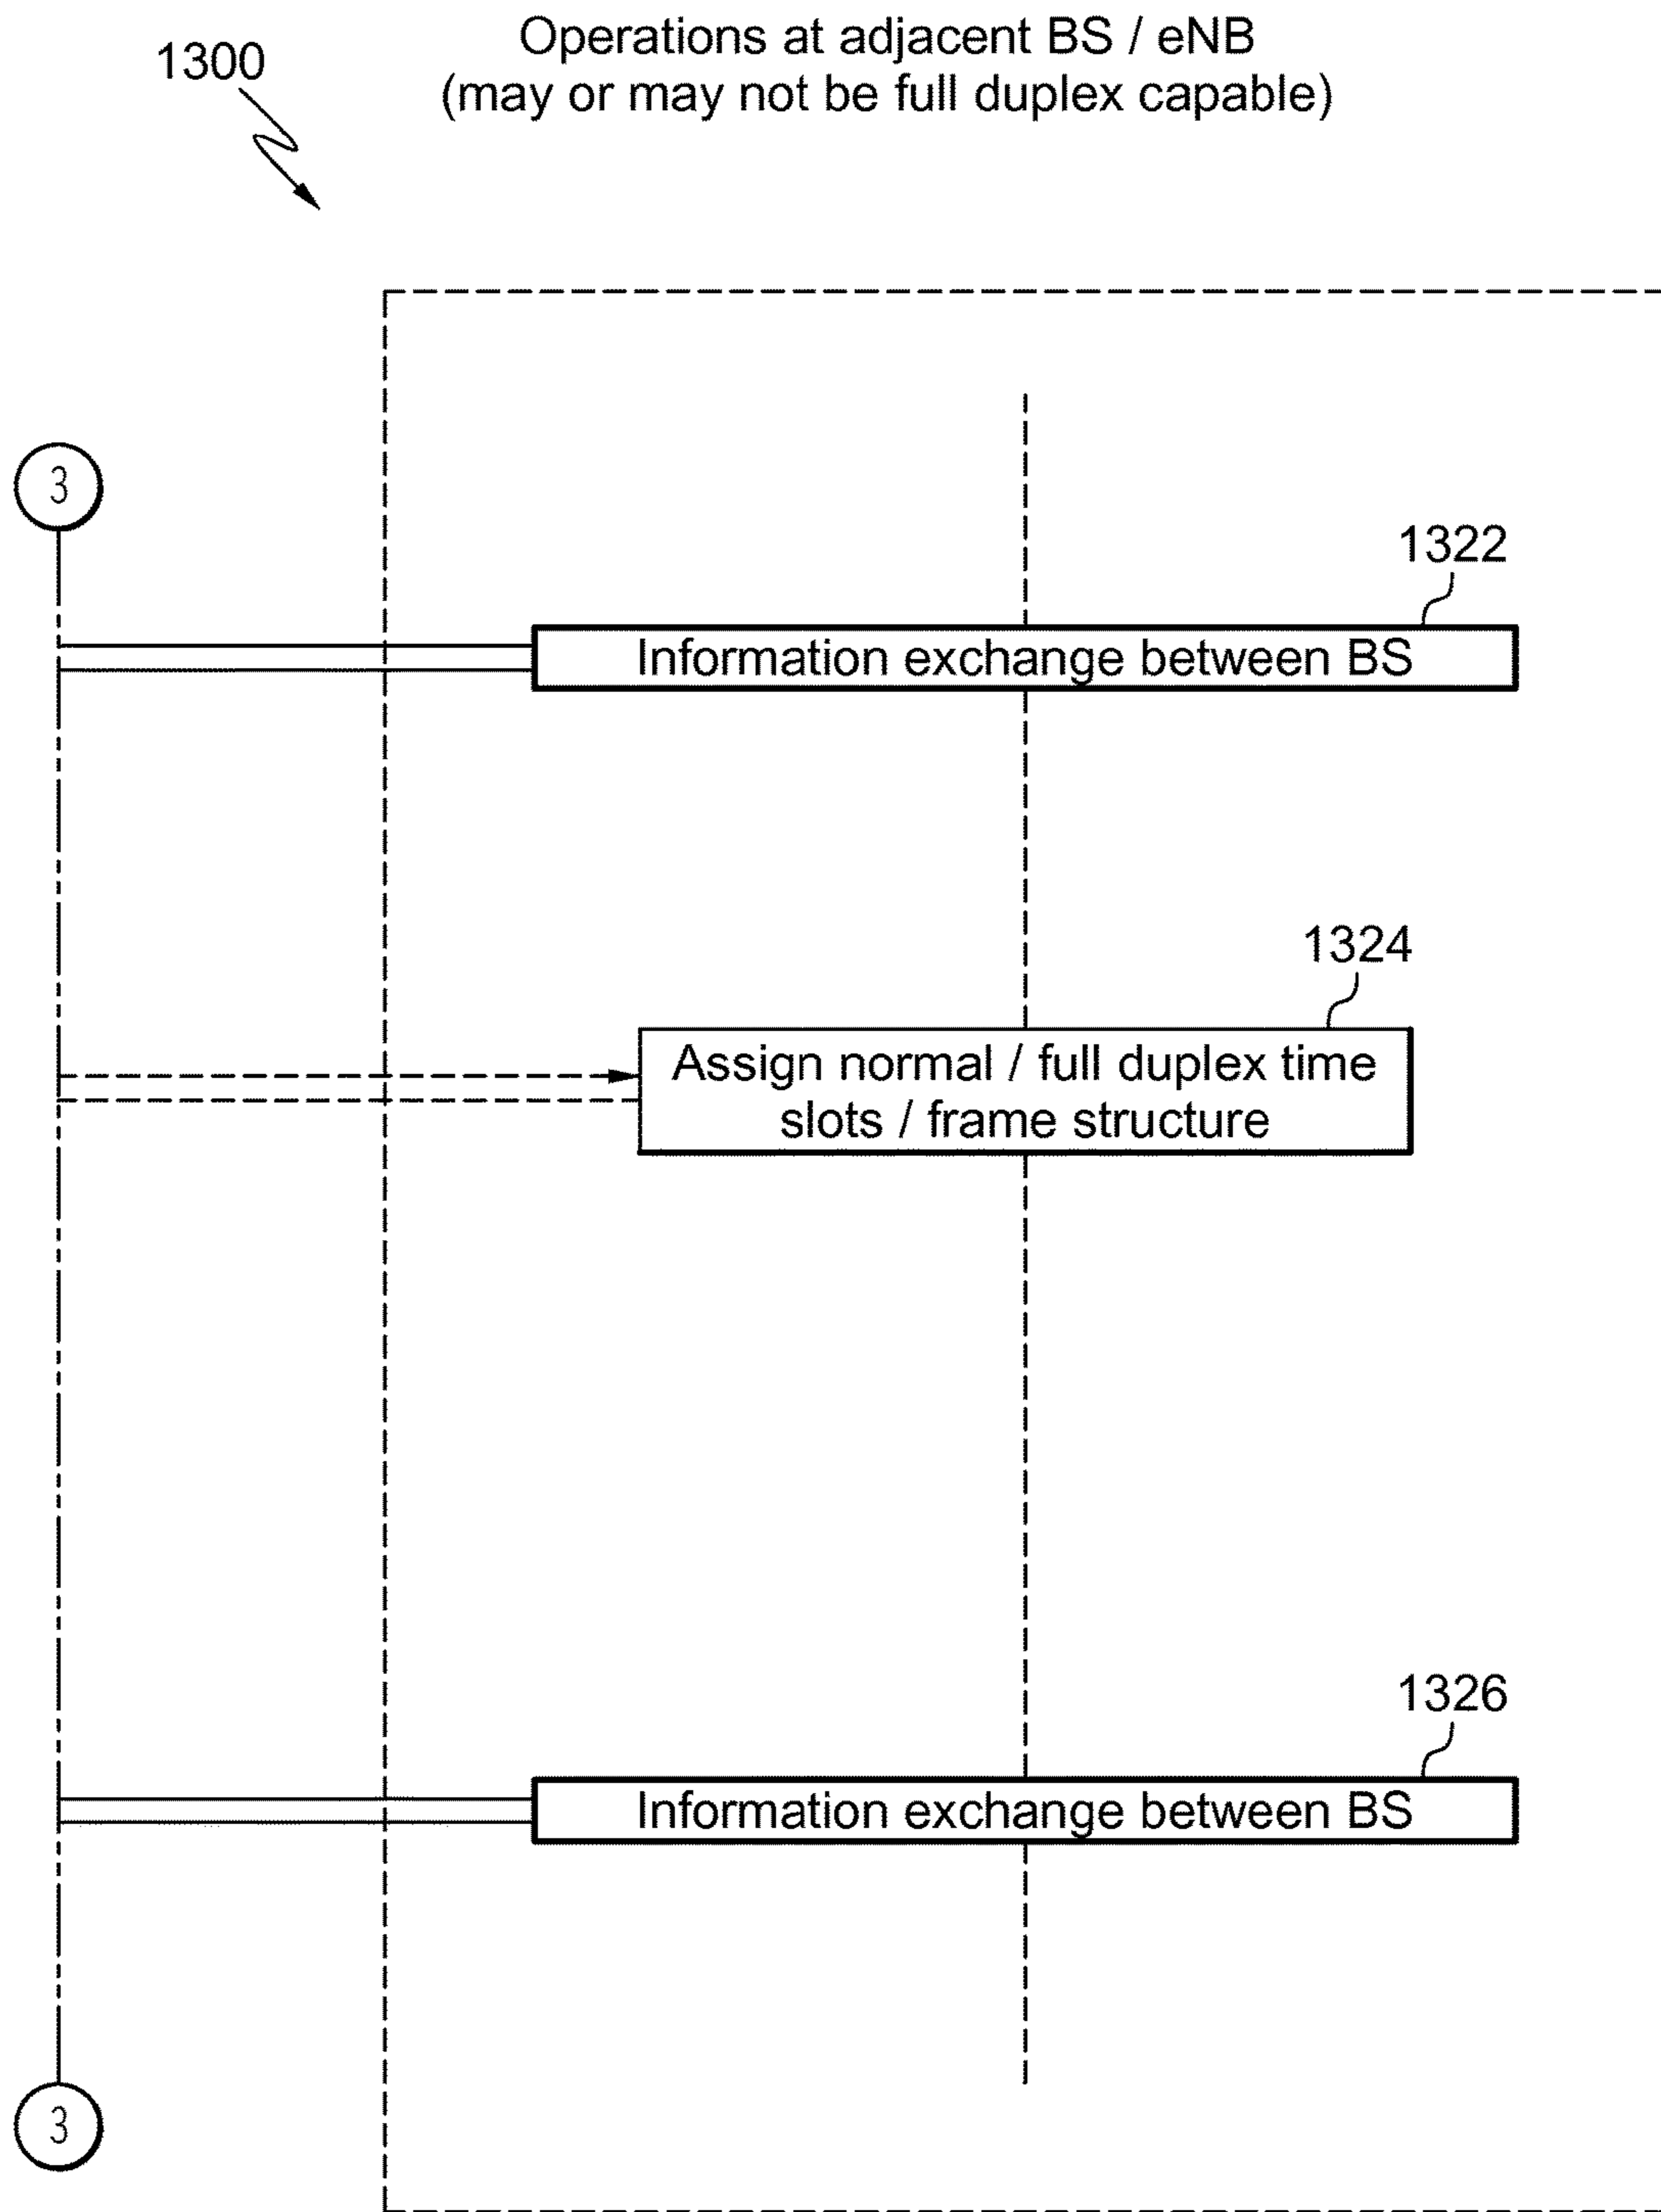 Operations at adjacent BS / eNB
(may or may not be full duplex capable)
1300
3
1322
Information exchange between BS
1324
Assign normal / full duplex time
slots / frame structure
1326
Information exchange between BS
3